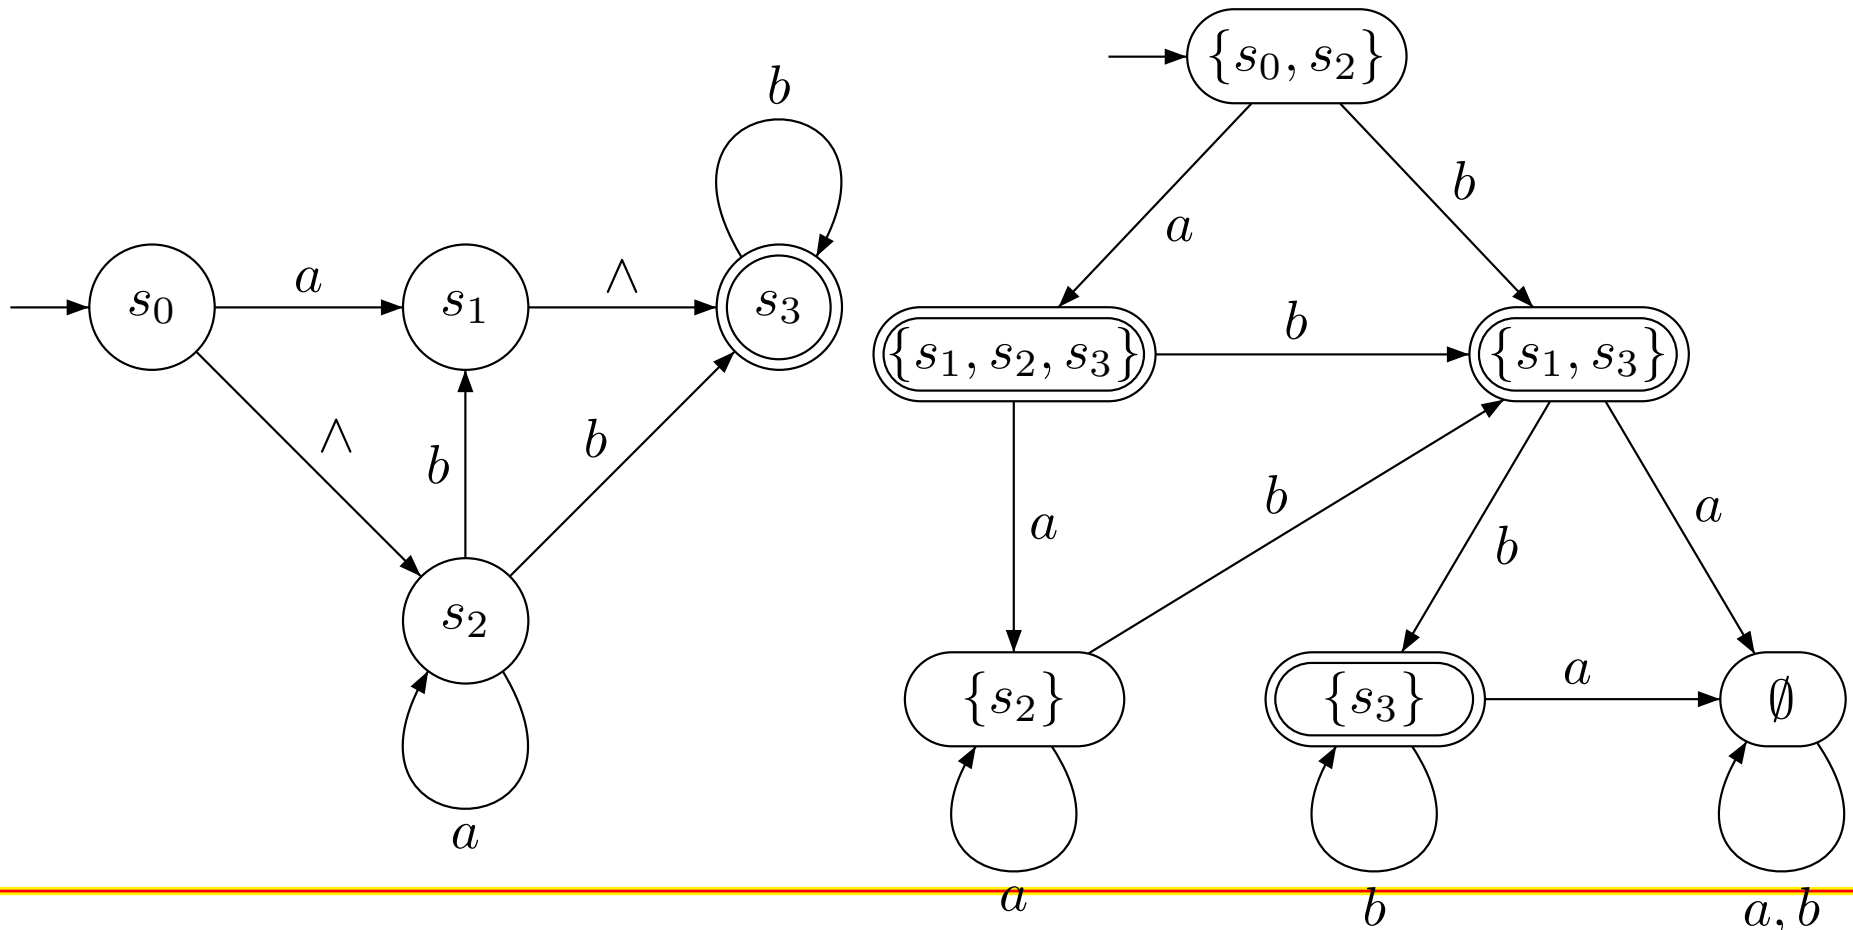 {s₀, s₂}
b
b
a
s₀
a
s₁
∧
s₃
{s₁, s₂, s₃}
b
{s₁, s₃}
∧
b
b
a
b
b
a
s₂
{s₂}
{s₃}
a
∅
a
a
b
a, b